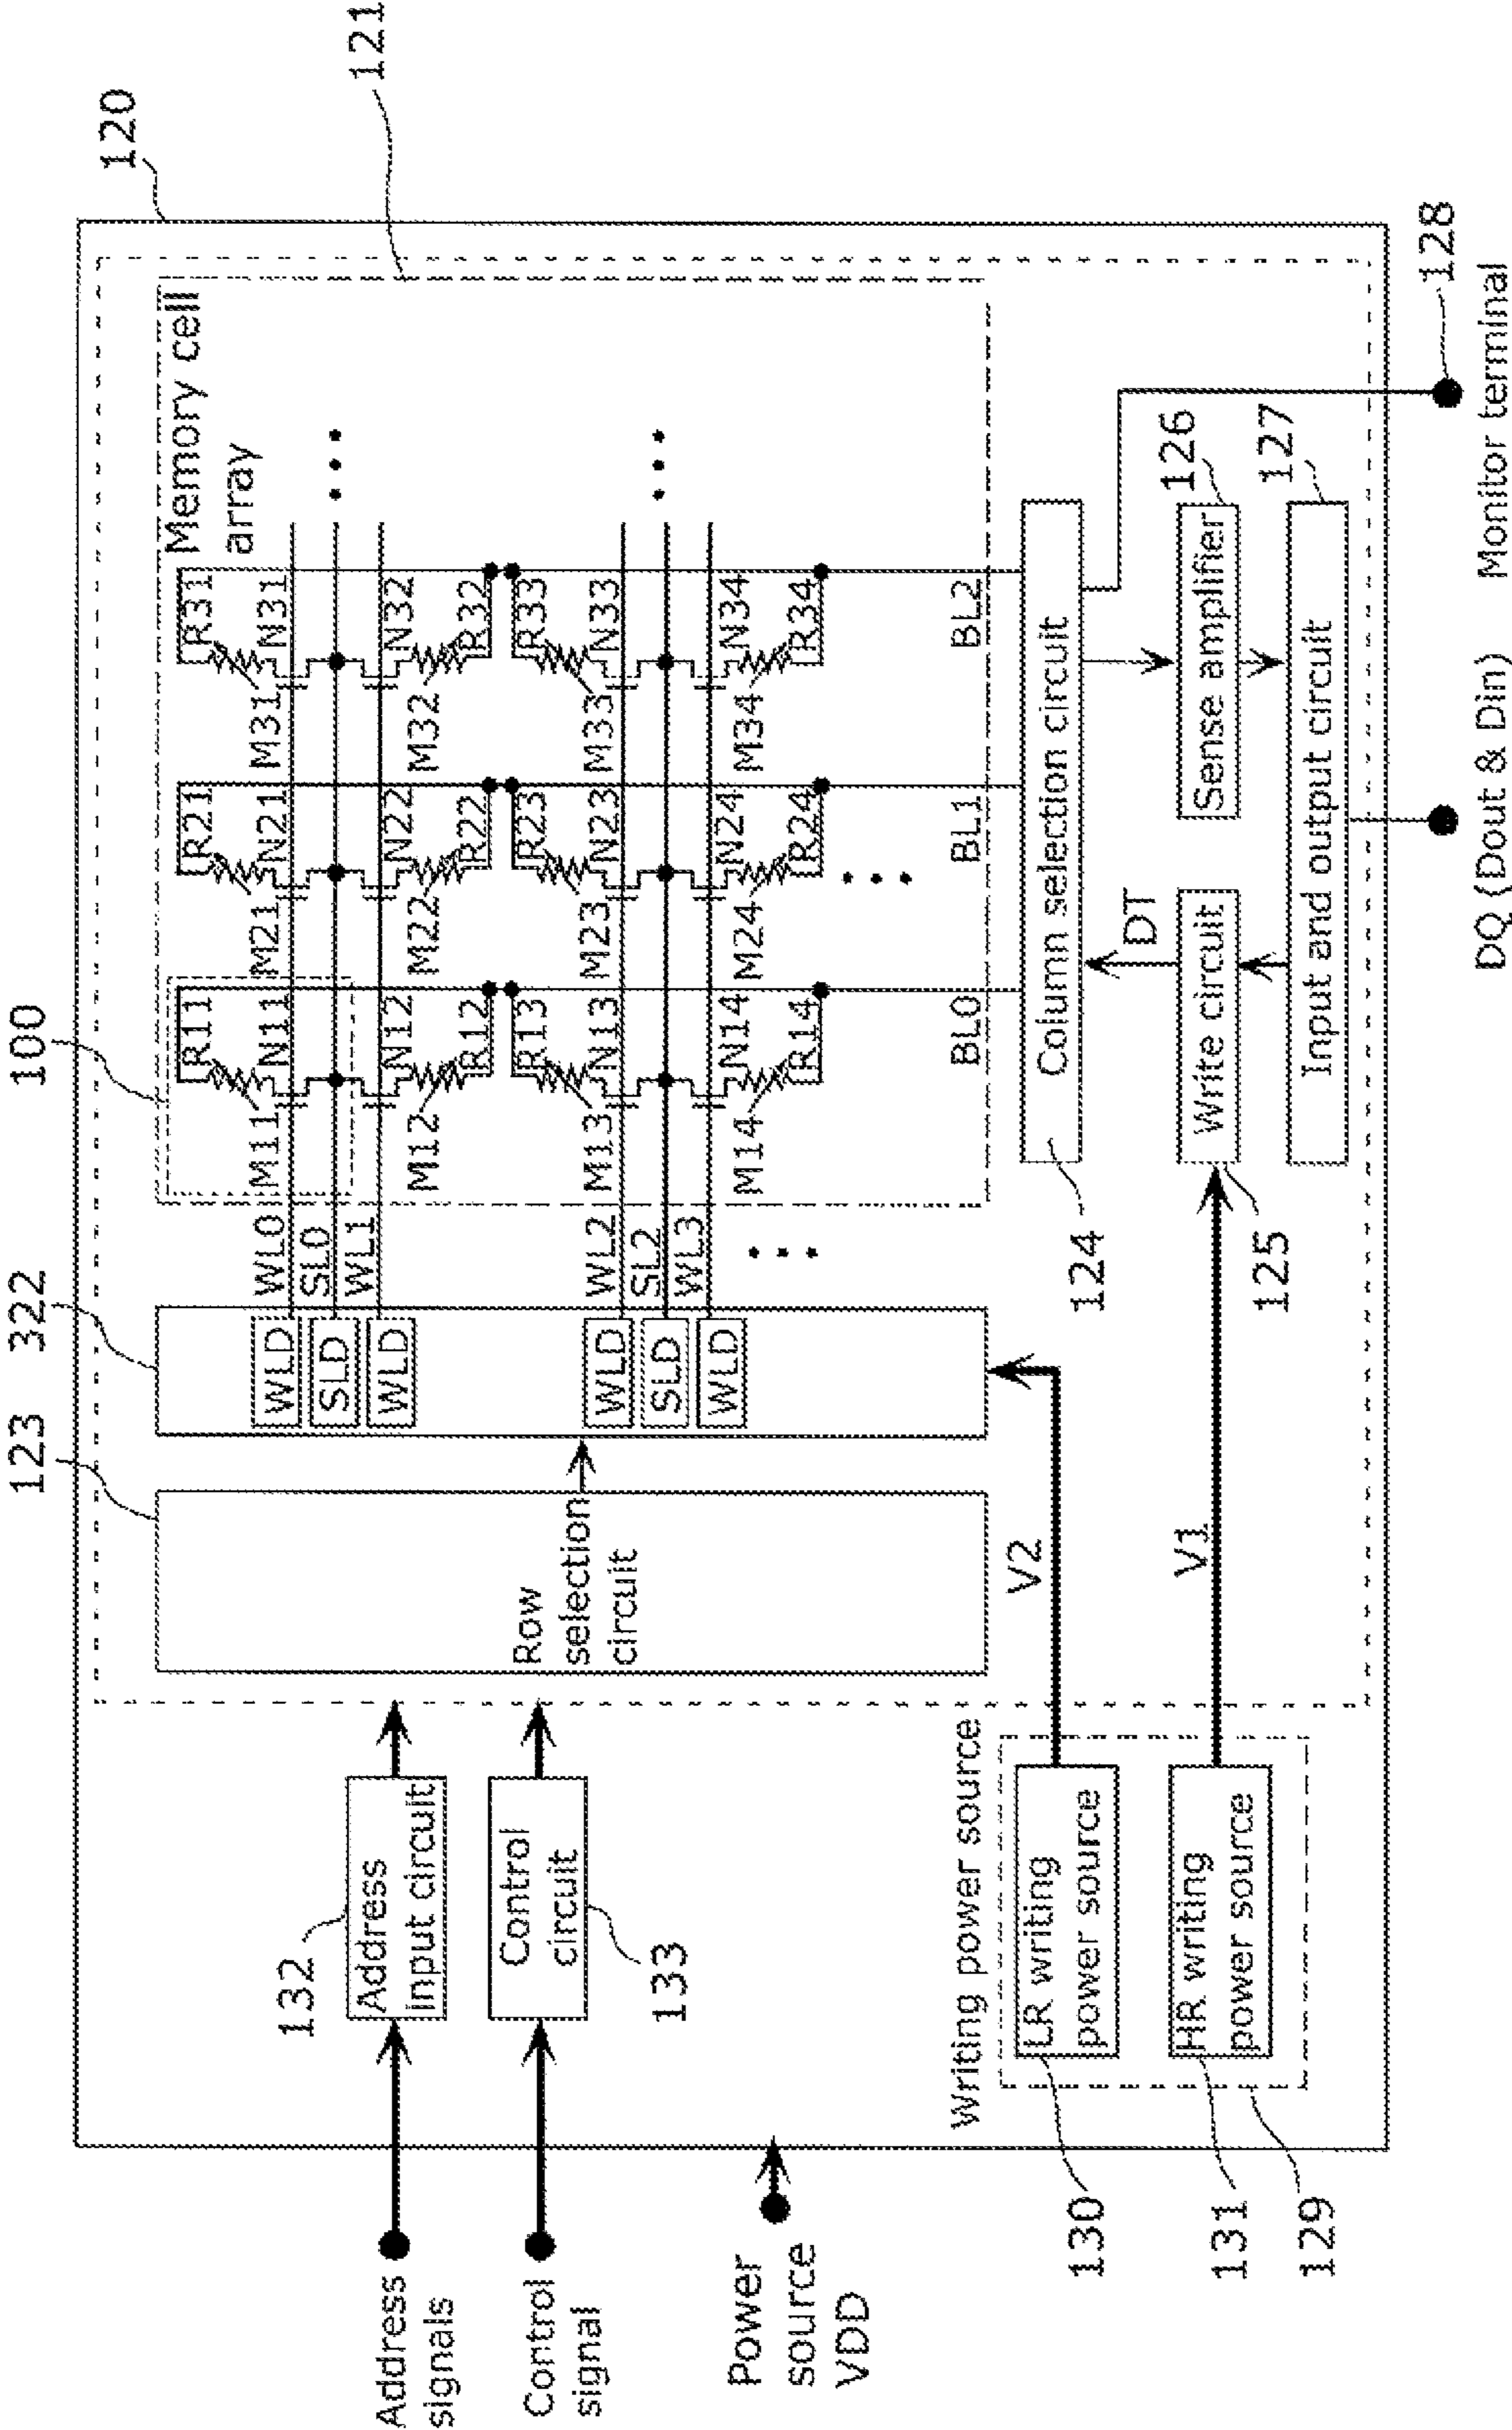 120
121
100
322
123
Memory cell
array
R11
R21
R31
M11
N11
M21
N21
M31
N31
WL0
SL0
WL1
WLD
SLD
WLD
N12
N22
N32
M12
R12
M22
R22
M32
R32
R13
R23
R33
M13
N13
M23
N23
M33
N33
WL2
SL2
WL3
WLD
SLD
WLD
N14
N24
N34
M14
R14
M24
R24
M34
R34
BL0
BL1
BL2
Row
selection
circuit
132
Address
input circuit
Control
circuit
133
Address
signals
Control
signal
Power
source
VDD
Writing power source
LR writing
power source
HR writing
power source
130
131
129
V2
V1
Column selection circuit
124
DT
Write circuit
125
Sense amplifier
126
Input and output circuit
127
128
DQ (Dout & Din)
Monitor terminal